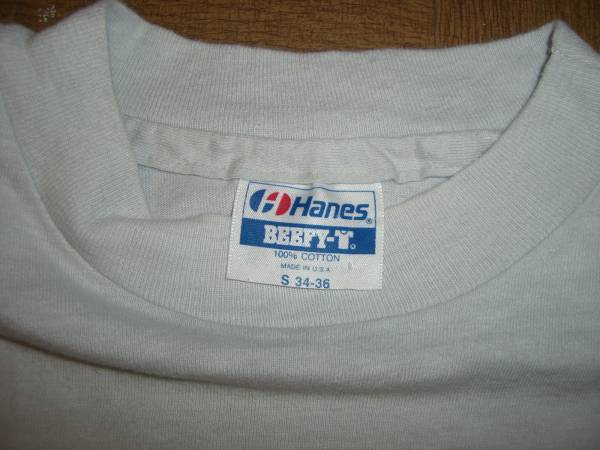 Hanes®
BEEFY-T®
100% COTTON
MADE IN U.S.A.
S 34-36